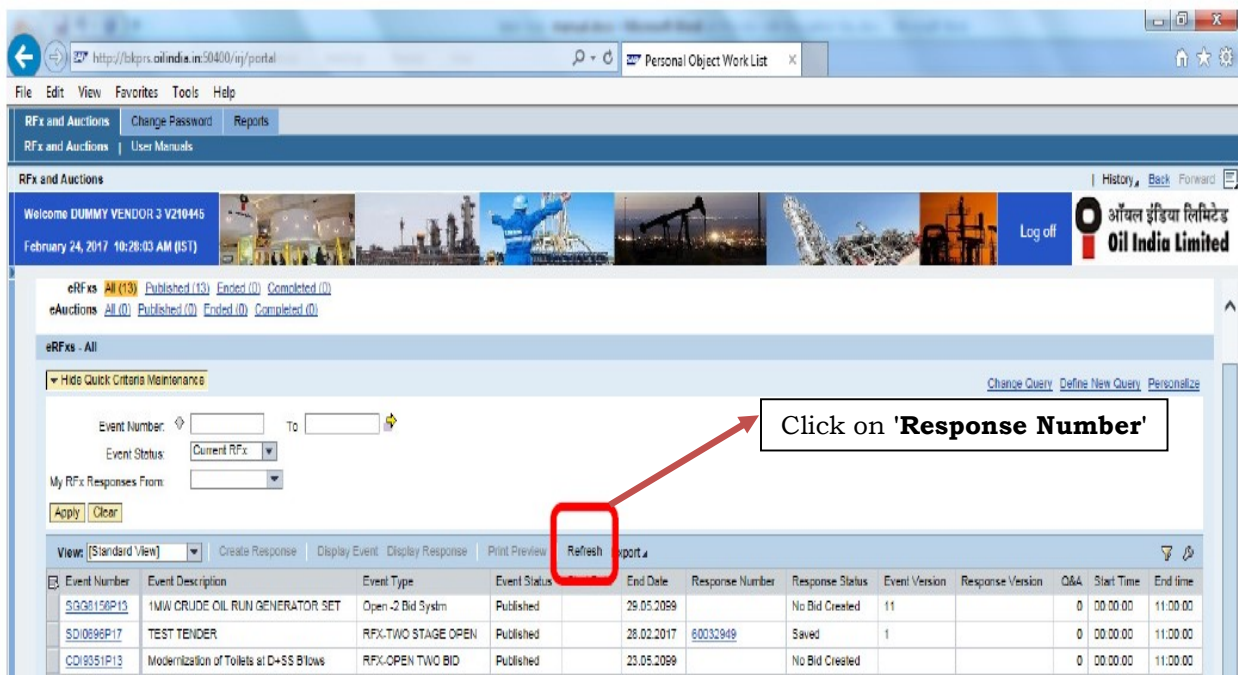 http://bkprs.oilindia.in:50400/irj/portal
Personal Object Work List
File Edit View Favorites Tools Help
RFx and Auctions Change Password Reports
RFx and Auctions | User Manuals
RFx and Auctions
| History Back Forward
Welcome DUMMY VENDOR 3 V210445
February 24, 2017 10:28:03 AM (IST)
Log off
ऑयल इंडिया लिमिटेड
Oil India Limited
eRFxs All (13) Published (13) Ended (0) Completed (0)
eAuctions All (0) Published (0) Ended (0) Completed (0)
eRFxs - All
Hide Quick Criteria Maintenance
Change Query Define New Query Personalize
Event Number: To
Click on 'Response Number'
Event Status: Current RFx
My RFx Responses From:
Apply Clear
View: [Standard View] Create Response | Display Event Display Response | Print Preview Refresh Export
Event Number Event Description Event Type Event Status End Date Response Number Response Status Event Version Response Version Q&A Start Time End time
SGG8156P13 1MW CRUDE OIL RUN GENERATOR SET Open -2 Bid Systm Published 29.05.2099 No Bid Created 11 0 00:00:00 11:00:00
SDI0696P17 TEST TENDER RFX-TWO STAGE OPEN Published 28.02.2017 60032949 Saved 1 0 00:00:00 11:00:00
CDI9351P13 Modernization of Toilets at D+SS B'lows RFX-OPEN TWO BID Published 23.05.2099 No Bid Created 0 00:00:00 11:00:00